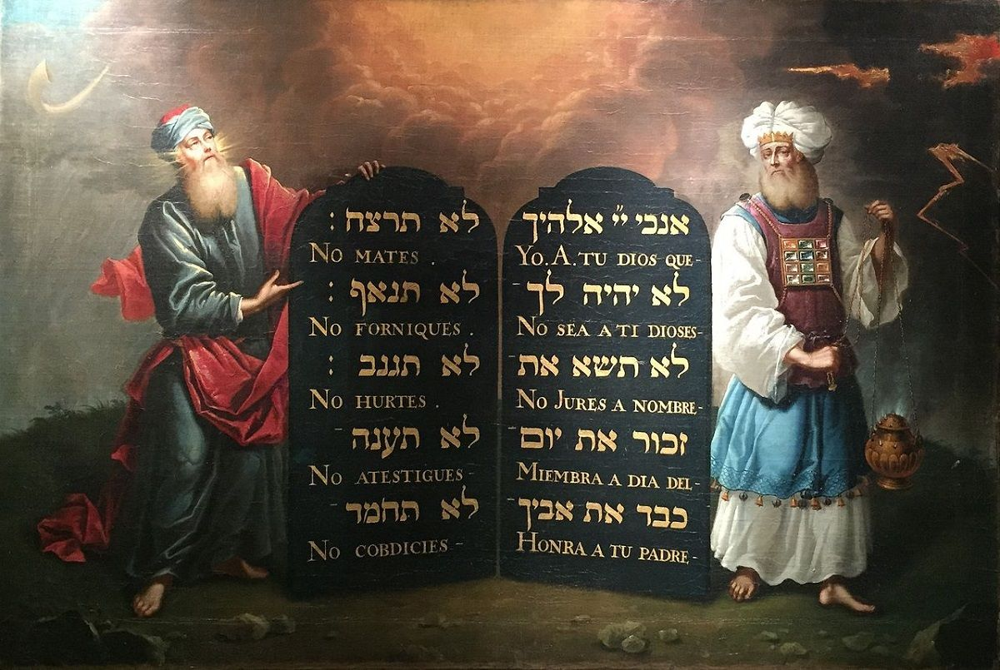 אנכי יי אלהיך
YO. A. TU DIOS QUE-
לא יהיה לך -
NO SEA A TI DIOSES-
לא תשא את -
NO JURES A NOMBRE-
זכור את יום -
MIEMBRA A DIA DEL-
כבד את אביך -
HONRA A TU PADRE-
לא תרצח :
NO MATES .
לא תנאף :
NO FORNIQUES .
לא תגנב :
NO HURTES .
לא תענה -
NO ATESTIGUES -
לא תחמד -
NO COBDICIES -